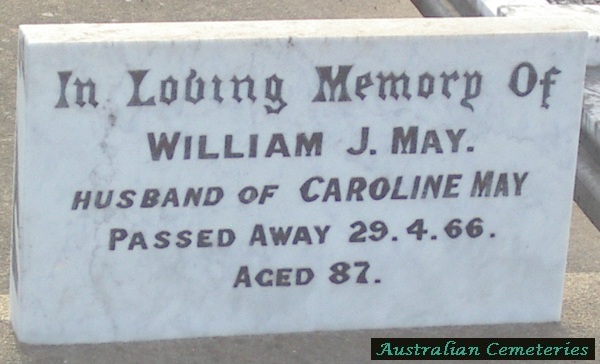 In Loving Memory Of
WILLIAM J. MAY.
HUSBAND OF CAROLINE MAY
PASSED AWAY 29.4.66.
AGED 87.
Australian Cemeteries